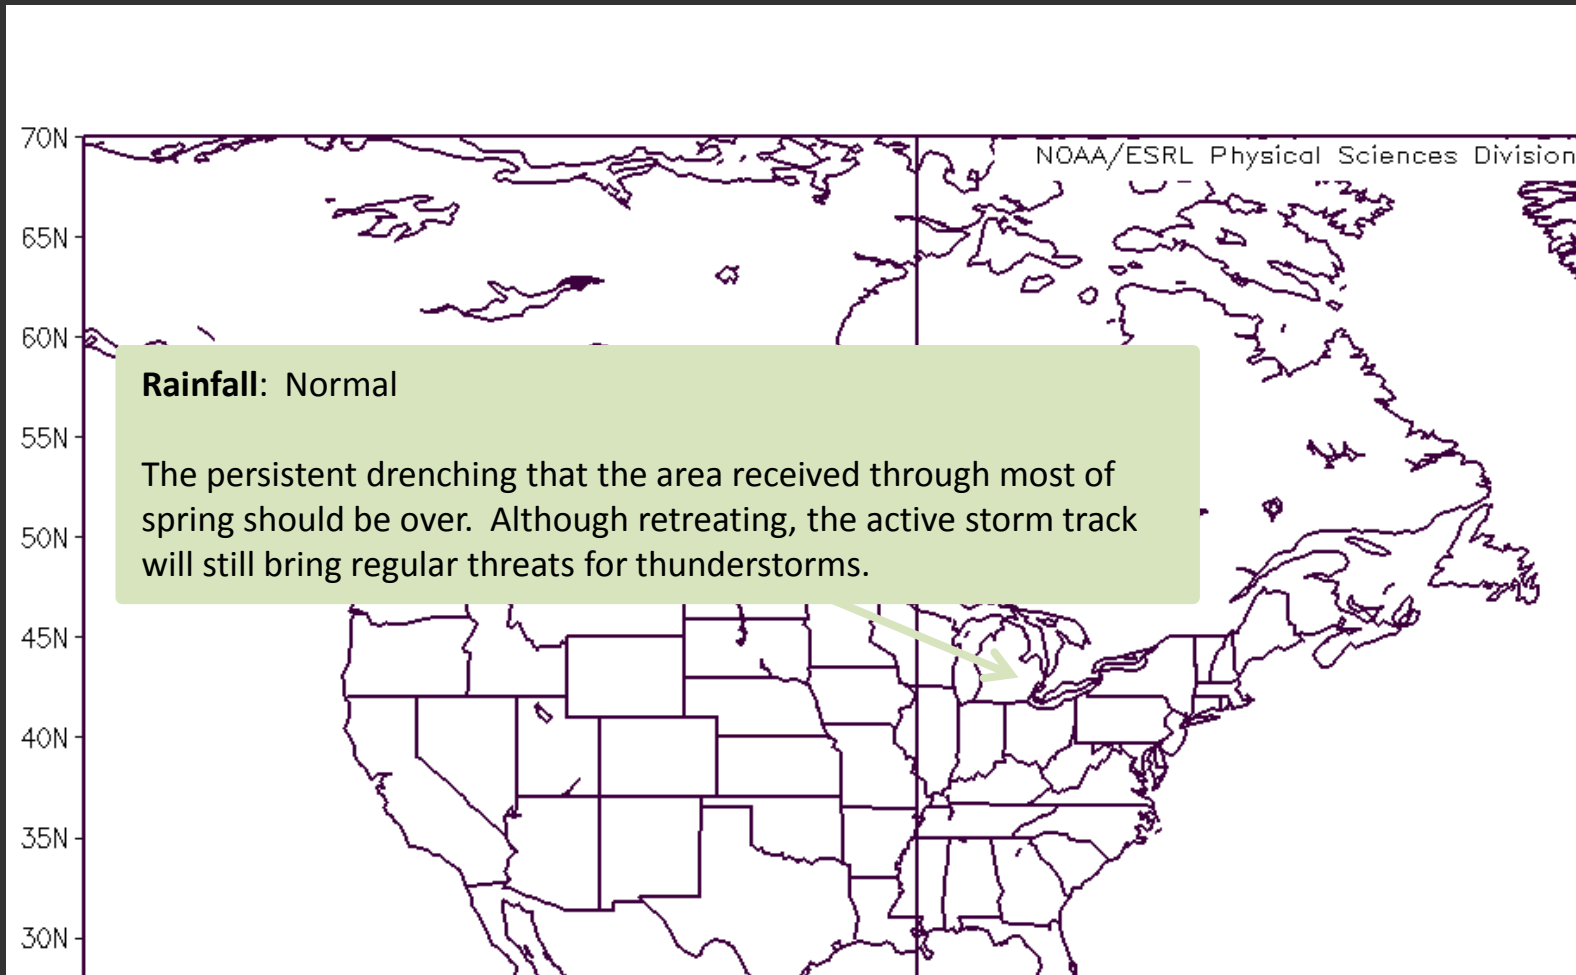 70N
NOAA/ESRL Physical Sciences Division
65N
60N
Rainfall: Normal
55N
The persistent drenching that the area received through most of
spring should be over. Although retreating, the active storm track
50N
will still bring regular threats for thunderstorms.
45N
40N
35N
30N